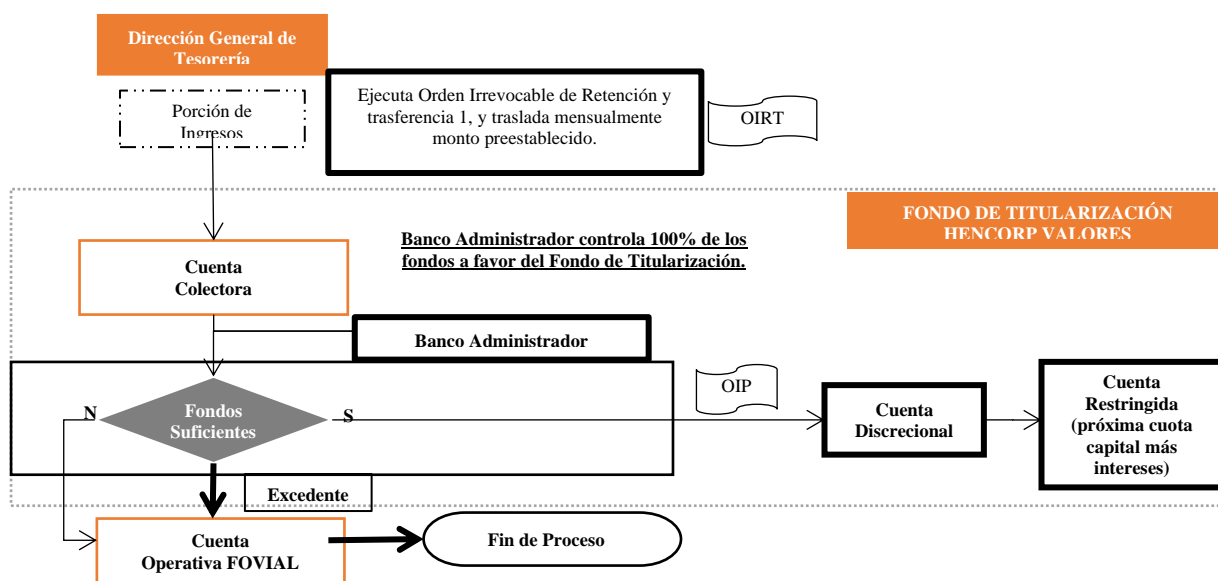 Dirección General de
Tesorería
Porción de
Ingresos
Ejecuta Orden Irrevocable de Retención y
trasferencia 1, y traslada mensualmente
monto preestablecido.
OIRT
FONDO DE TITULARIZACIÓN
HENCORP VALORES
Banco Administrador controla 100% de los
fondos a favor del Fondo de Titularización.
Cuenta
Colectora
Banco Administrador
N
Fondos
Suficientes
S
OIP
Cuenta
Discrecional
Cuenta
Restringida
(próxima cuota
capital más
intereses)
Excedente
Cuenta
Operativa FOVIAL
Fin de Proceso